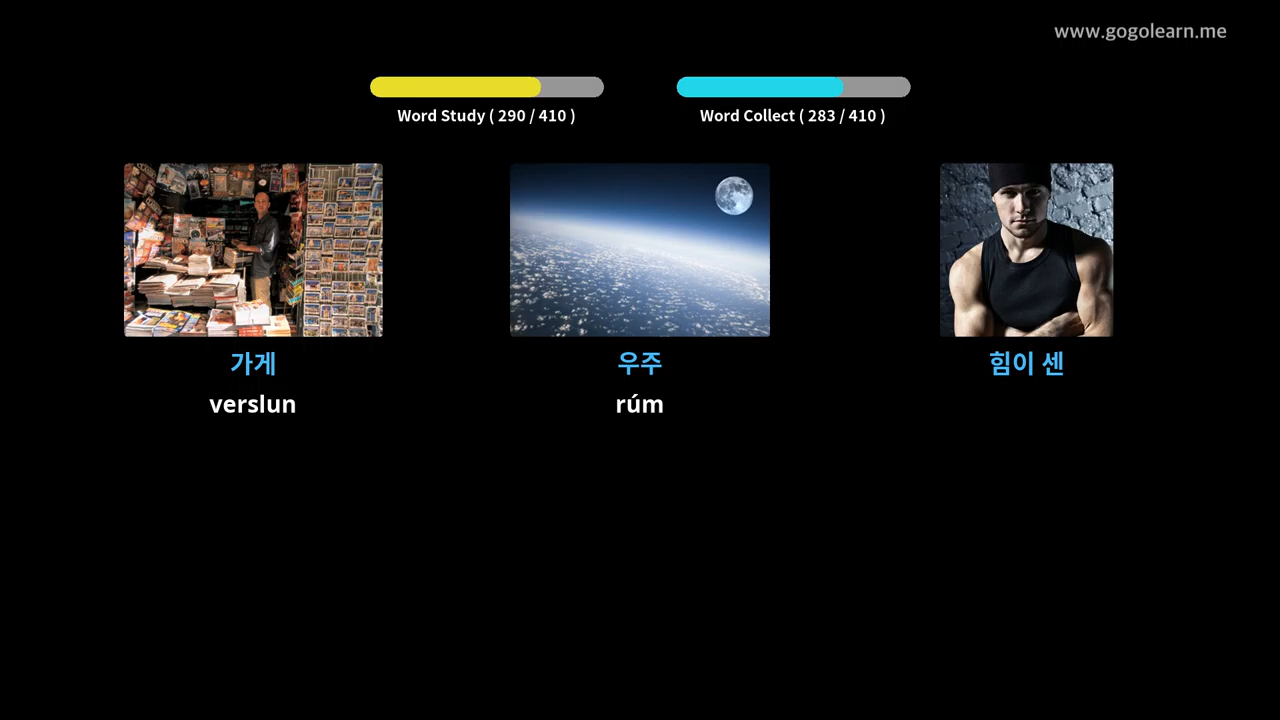 www.gogolearn.me
Word Study ( 290 / 410 )
Word Collect ( 283 / 410 )
가게
우주
힘이 센
verslun
rúm